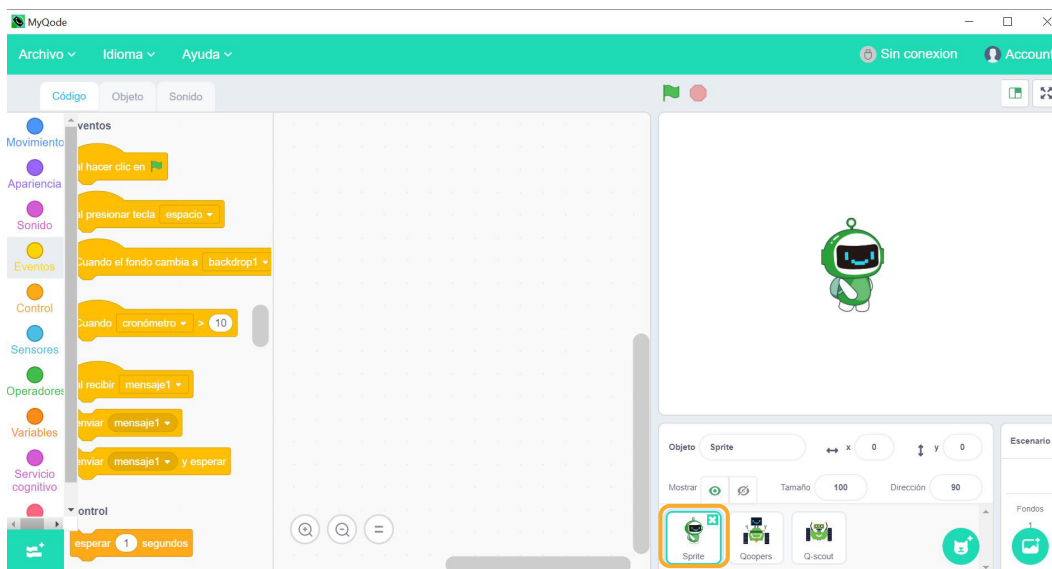 MyQode
Archivo Idioma Ayuda Sin conexion Account
Código Objeto Sonido
Movimiento
Apariencia
Sonido
Eventos
Control
Sensores
Operadores
Variables
Servicio
cognitivo
ventos
al hacer clic en
al presionar tecla espacio
Cuando el fondo cambia a backdrop1
Cuando cronómetro > 10
al recibir mensaje1
enviar mensaje1
enviar mensaje1 y esperar
ontrol
esperar 1 segundos
Objeto Sprite x 0 y 0
Mostrar Tamaño 100 Dirección 90
Sprite Qoopers Q-scout
Escenario
Fondos
1